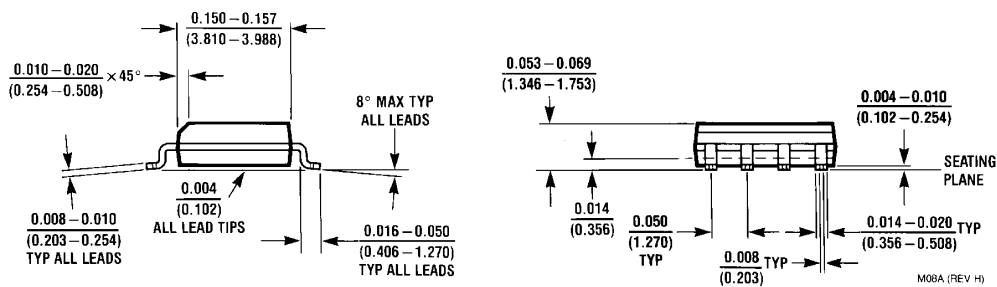 0.150 – 0.157
(3.810 – 3.988)
0.010 – 0.020
(0.254 – 0.508)
× 45°
8° MAX TYP
ALL LEADS
0.004
(0.102)
ALL LEAD TIPS
0.008 – 0.010
(0.203 – 0.254)
TYP ALL LEADS
0.016 – 0.050
(0.406 – 1.270)
TYP ALL LEADS
0.053 – 0.069
(1.346 – 1.753)
0.004 – 0.010
(0.102 – 0.254)
SEATING
PLANE
0.014
(0.356)
0.050
(1.270)
TYP
0.014 – 0.020
(0.356 – 0.508)
TYP
0.008
(0.203)
TYP
M08A (REV H)